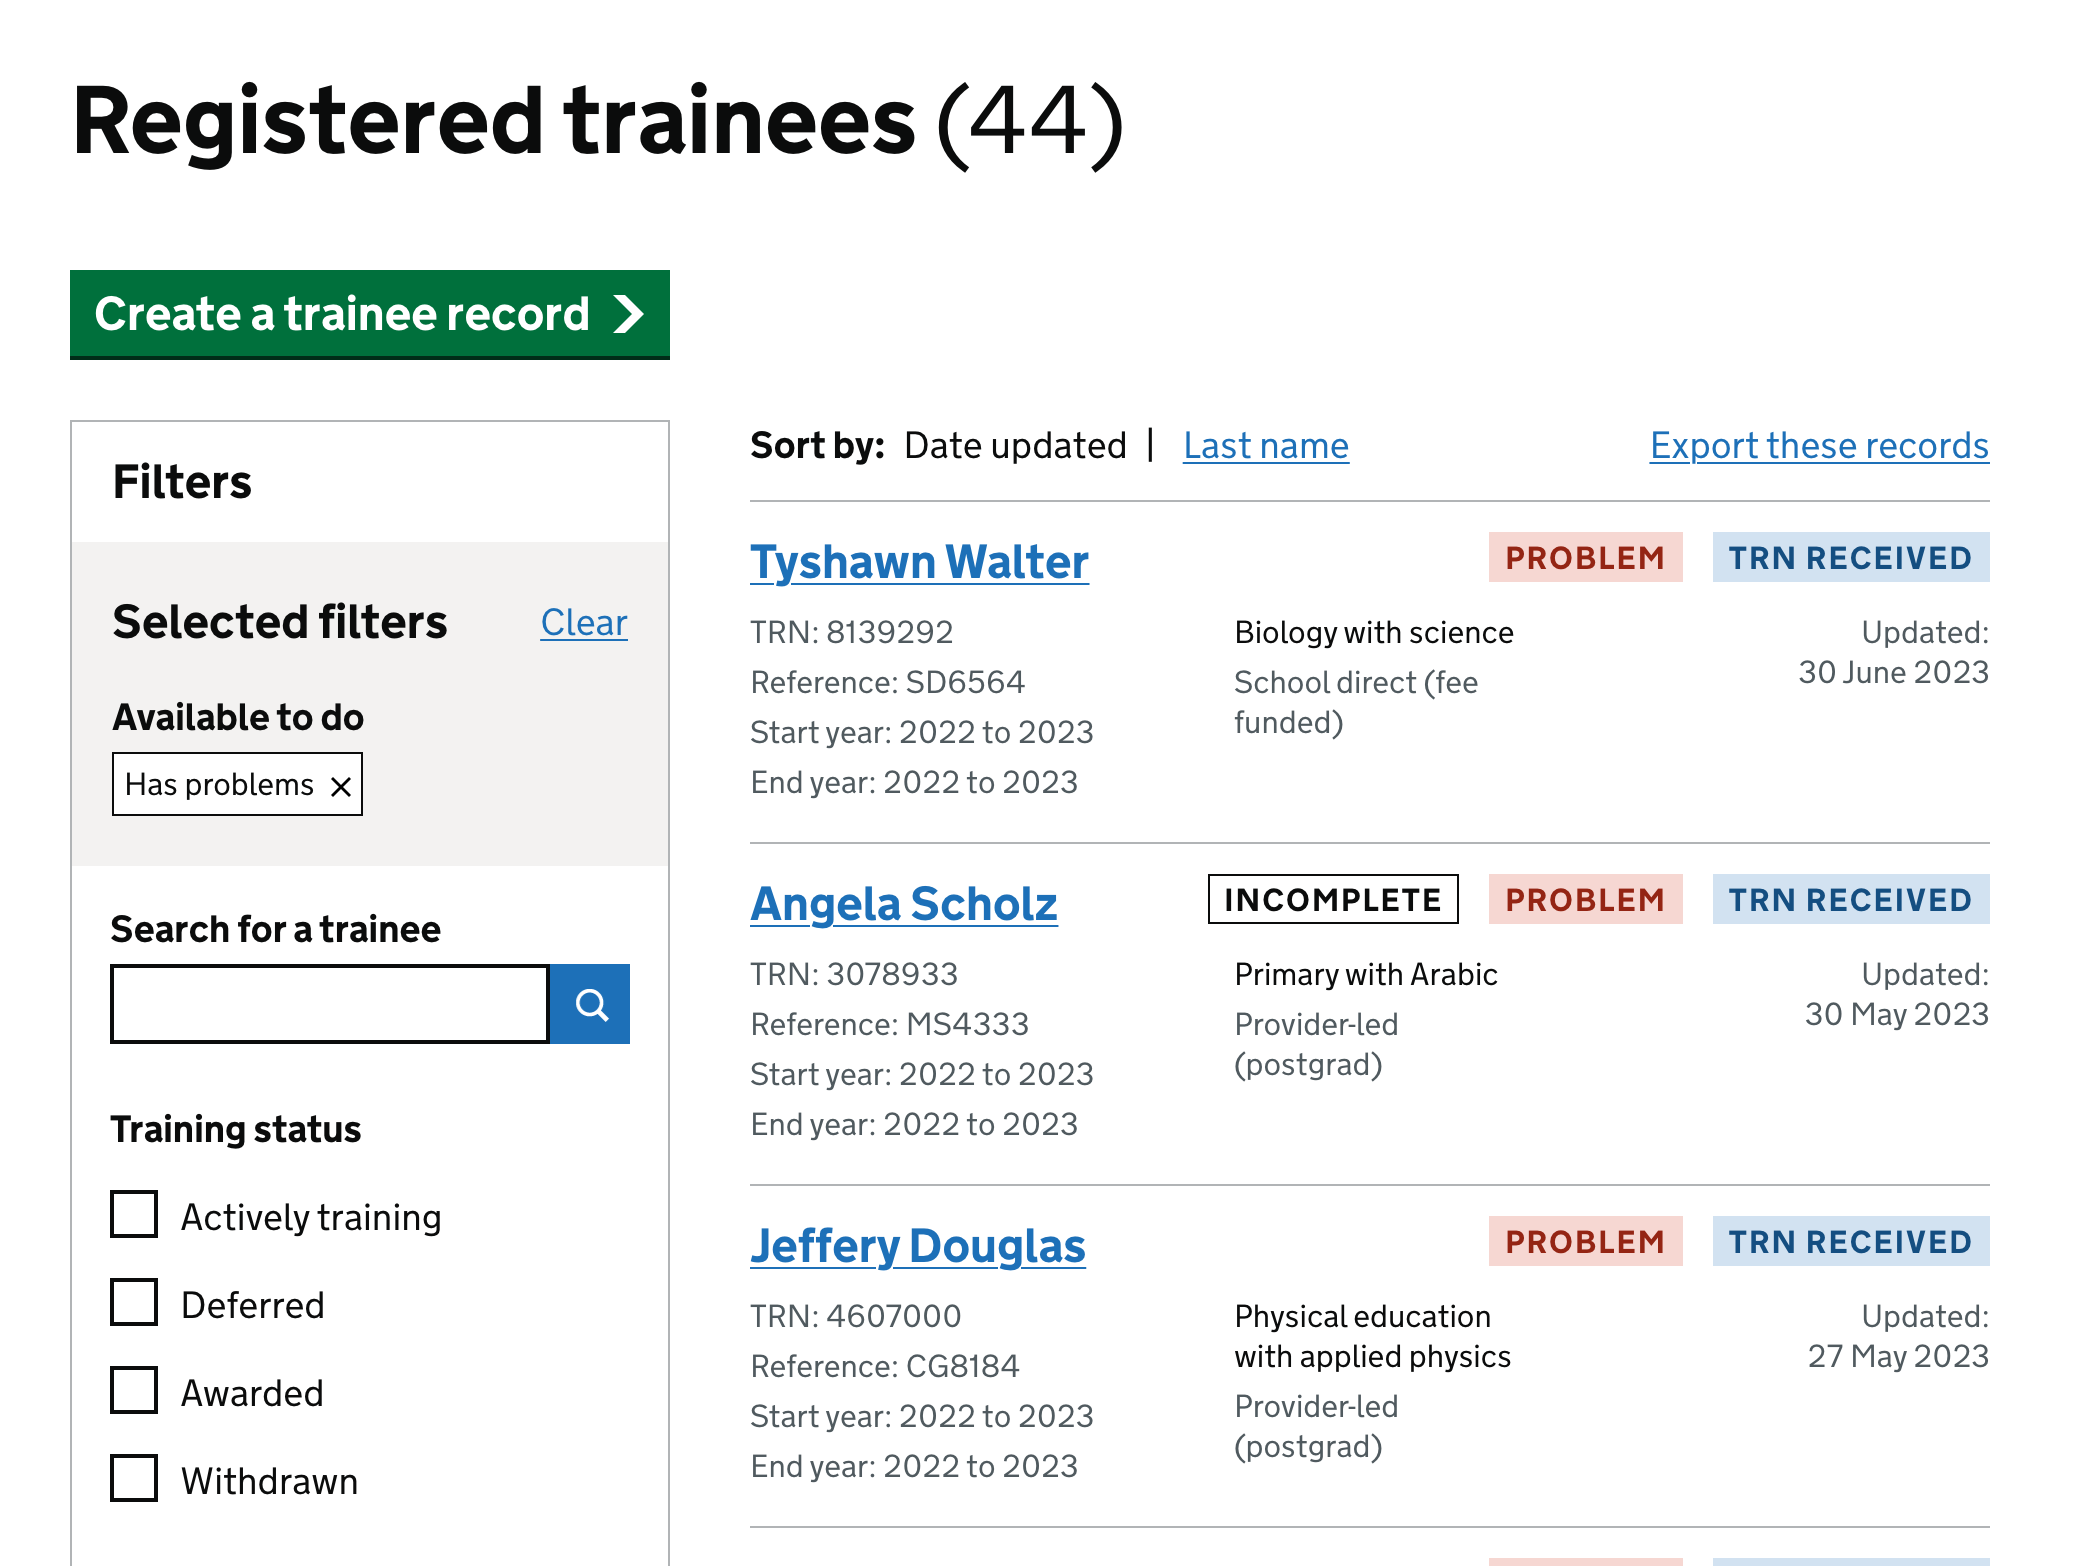 Registered trainees (44)
Create a trainee record
Filters
Selected filters
Clear
Available to do
Has problems
Search for a trainee
Training status
Actively training
Deferred
Awarded
Withdrawn
Sort by: Date updated | Last name
Export these records
Tyshawn Walter
PROBLEM
TRN RECEIVED
TRN: 8139292
Reference: SD6564
Start year: 2022 to 2023
End year: 2022 to 2023
Biology with science
School direct (fee
funded)
Updated:
30 June 2023
Angela Scholz
INCOMPLETE
PROBLEM
TRN RECEIVED
TRN: 3078933
Reference: MS4333
Start year: 2022 to 2023
End year: 2022 to 2023
Primary with Arabic
Provider-led
(postgrad)
Updated:
30 May 2023
Jeffery Douglas
PROBLEM
TRN RECEIVED
TRN: 4607000
Reference: CG8184
Start year: 2022 to 2023
End year: 2022 to 2023
Physical education
with applied physics
Provider-led
(postgrad)
Updated:
27 May 2023